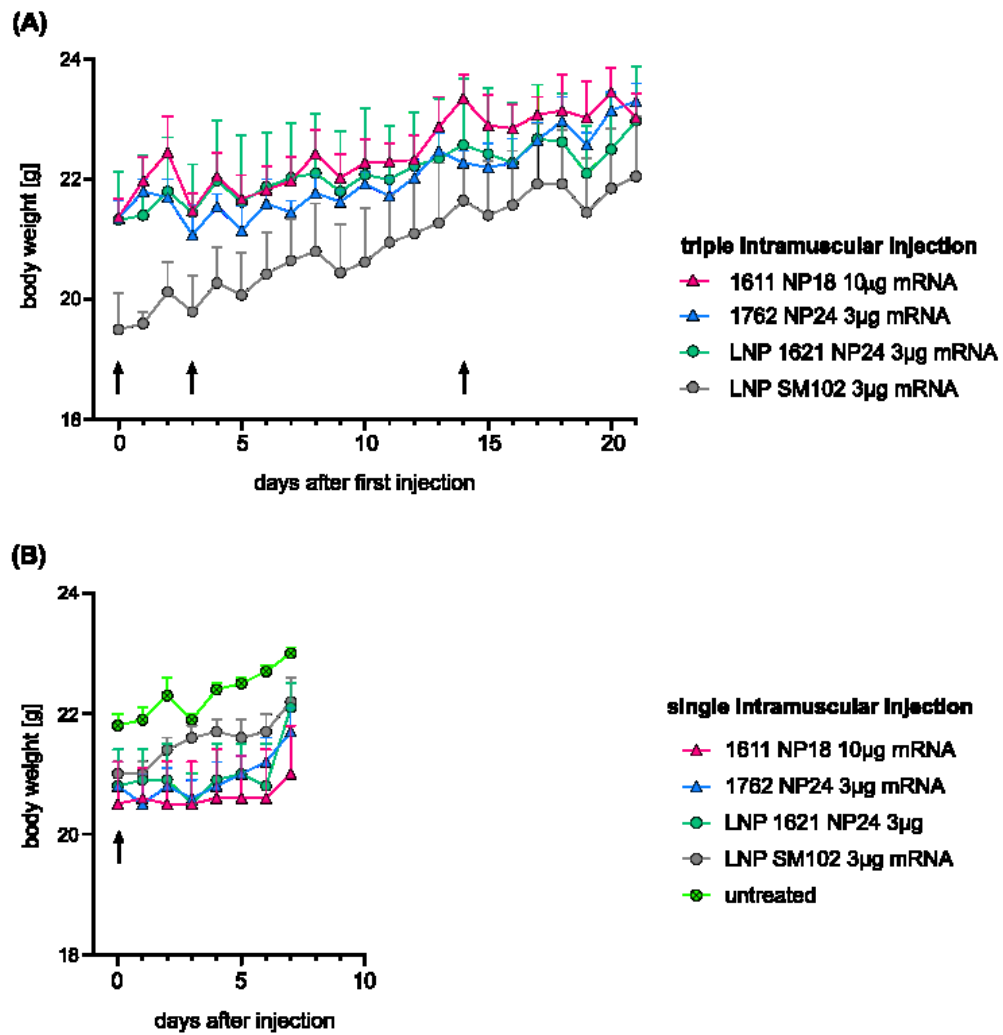 (A)
24
22
20
18
body weight [g]
0 5 10 15 20
days after first injection
triple intramuscular injection
1611 NP18 10µg mRNA
1762 NP24 3µg mRNA
LNP 1621 NP24 3µg mRNA
LNP SM102 3µg mRNA
(B)
24
22
20
18
body weight [g]
0 5 10
days after injection
single intramuscular injection
1611 NP18 10µg mRNA
1762 NP24 3µg mRNA
LNP 1621 NP24 3µg
LNP SM102 3µg mRNA
untreated